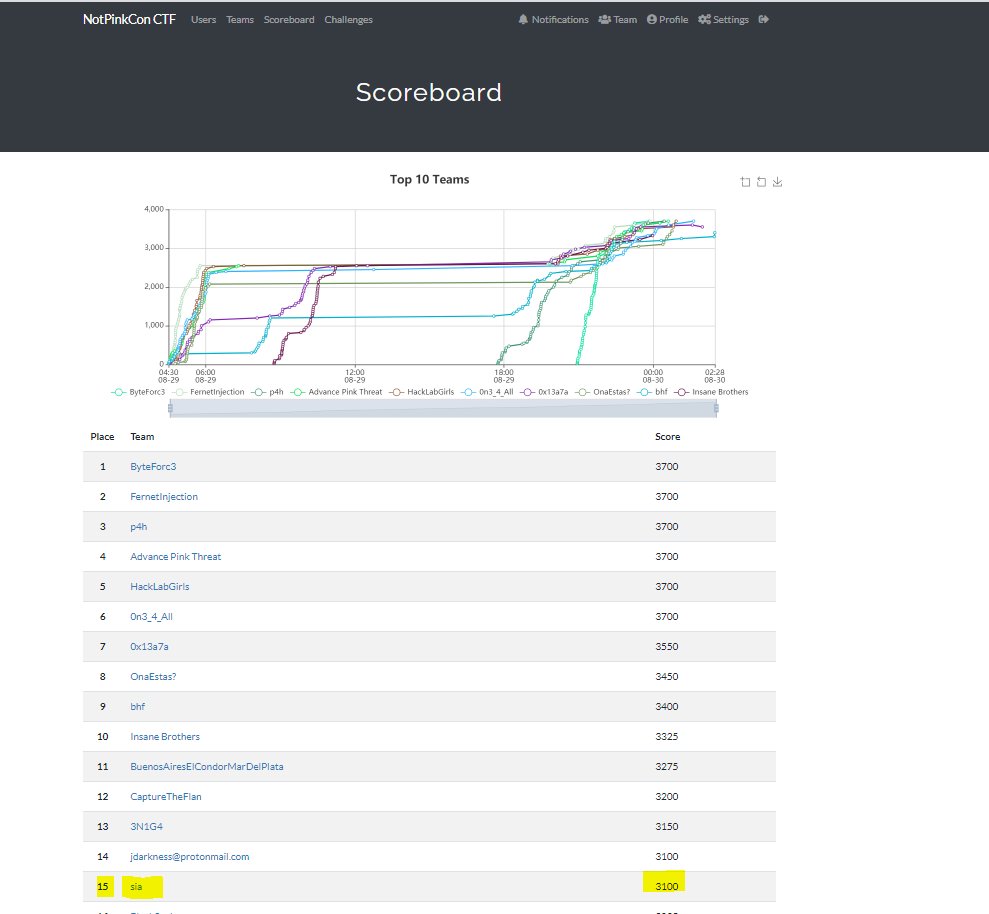 NotPinkCon CTF Users Teams Scoreboard Challenges Notifications Team Profile Settings
Scoreboard
Top 10 Teams
4,000
3,000
2,000
1,000
0
04:30 06:00 12:00 18:00 00:00 02:28
08-29 08-29 08-29 08-29 08-30 08-30
ByteForc3 FernetInjection p4h Advance Pink Threat HackLabGirls 0n3_4_All 0x13a7a OnaEstas? bhf Insane Brothers
Place Team Score
1 ByteForc3 3700
2 FernetInjection 3700
3 p4h 3700
4 Advance Pink Threat 3700
5 HackLabGirls 3700
6 0n3_4_All 3700
7 0x13a7a 3550
8 OnaEstas? 3450
9 bhf 3400
10 Insane Brothers 3325
11 BuenosAiresElCondorMarDelPlata 3275
12 CaptureTheFlan 3200
13 3N1G4 3150
14 jdarkness@protonmail.com 3100
15 sia 3100